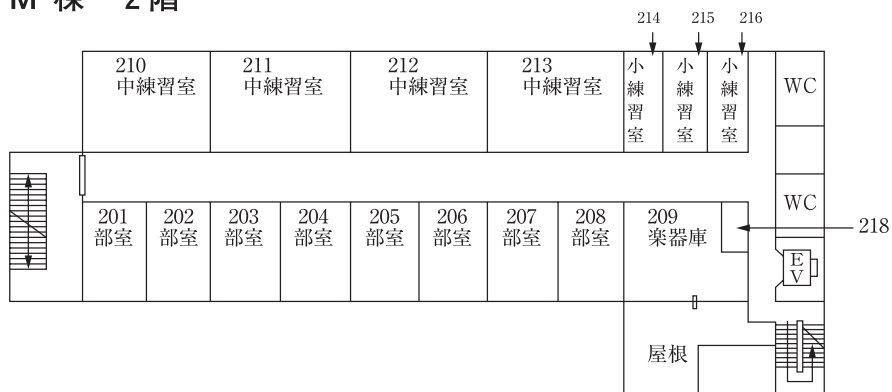 M 棟 2 階
214 215 216
210
中練習室
211
中練習室
212
中練習室
213
中練習室
小練習室
小練習室
小練習室
WC
WC
201
部室
202
部室
203
部室
204
部室
205
部室
206
部室
207
部室
208
部室
209
楽器庫
218
EV
屋根